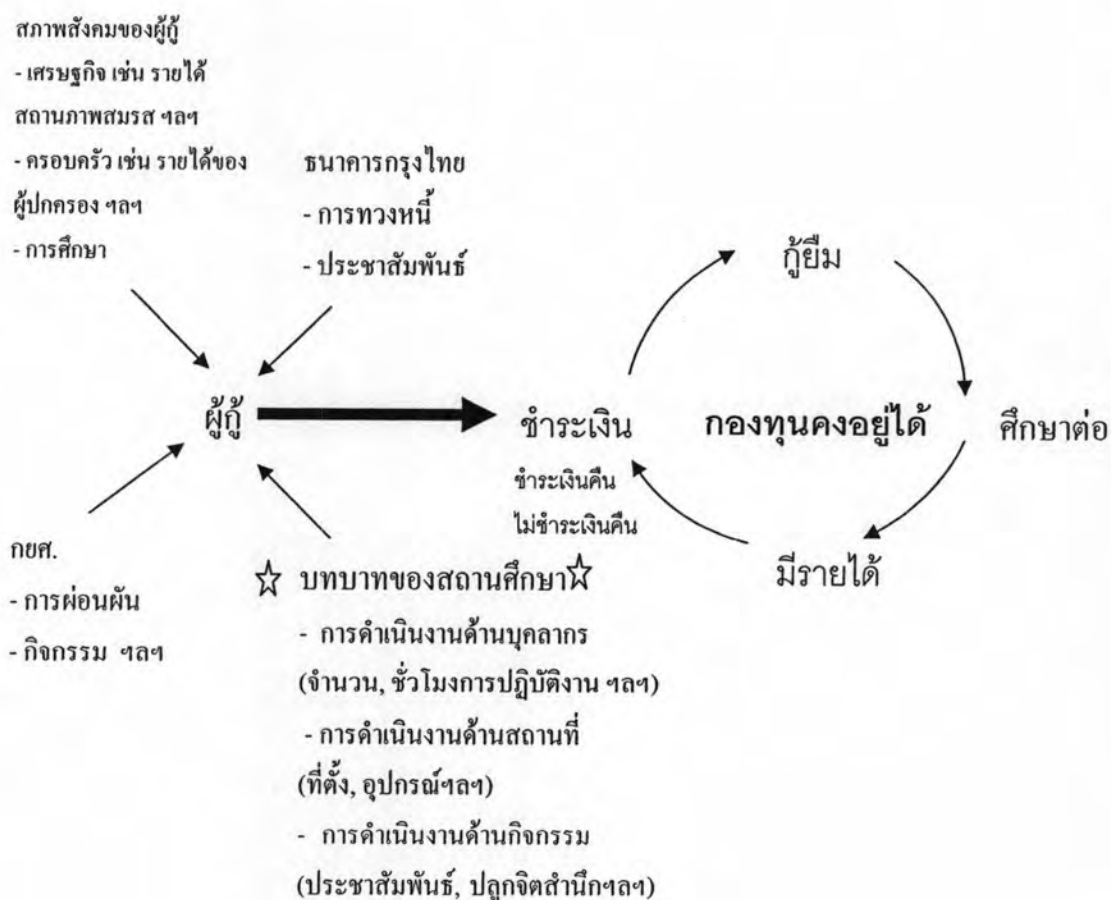 สภาพสังคมของผู้กู้
- เศรษฐกิจ เช่น รายได้
สถานภาพสมรส ฯลฯ
- ครอบครัว เช่น รายได้ของ
ผู้ปกครอง ฯลฯ
- การศึกษา
ธนาคารกรุงไทย
- การทวงหนี้
- ประชาสัมพันธ์
กู้ยืม
ผู้กู้
ชำระเงิน
กองทุนคงอยู่ได้
ศึกษาต่อ
ชำระเงินคืน
ไม่ชำระเงินคืน
มีรายได้
กยศ.
- การผ่อนผัน
- กิจกรรม ฯลฯ
☆ บทบาทของสถานศึกษา☆
- การดำเนินงานด้านบุคลากร
(จำนวน, ชั่วโมงการปฏิบัติงาน ฯลฯ)
- การดำเนินงานด้านสถานที่
(ที่ตั้ง, อุปกรณ์ฯลฯ)
- การดำเนินงานด้านกิจกรรม
(ประชาสัมพันธ์, ปลูกจิตสำนึกฯลฯ)